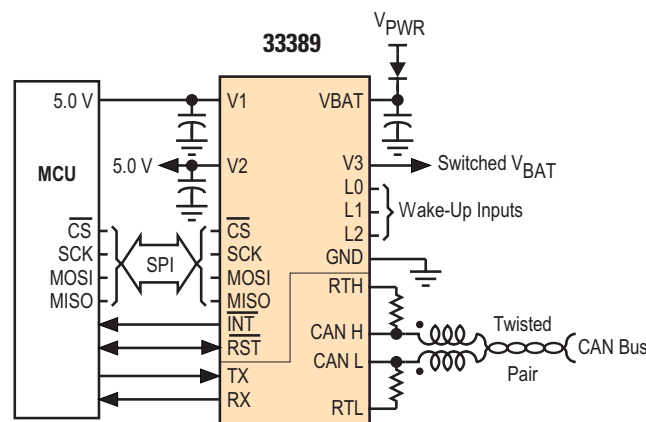 V_PWR
33389
5.0 V
V1
VBAT
MCU
5.0 V
V2
V3
Switched V_BAT
L0
L1
L2
Wake-Up Inputs
CS
SCK
MOSI
MISO
SPI
CS
SCK
MOSI
MISO
GND
RTH
INT
RST
CAN H
CAN L
Twisted
Pair
CAN Bus
TX
RX
RTL